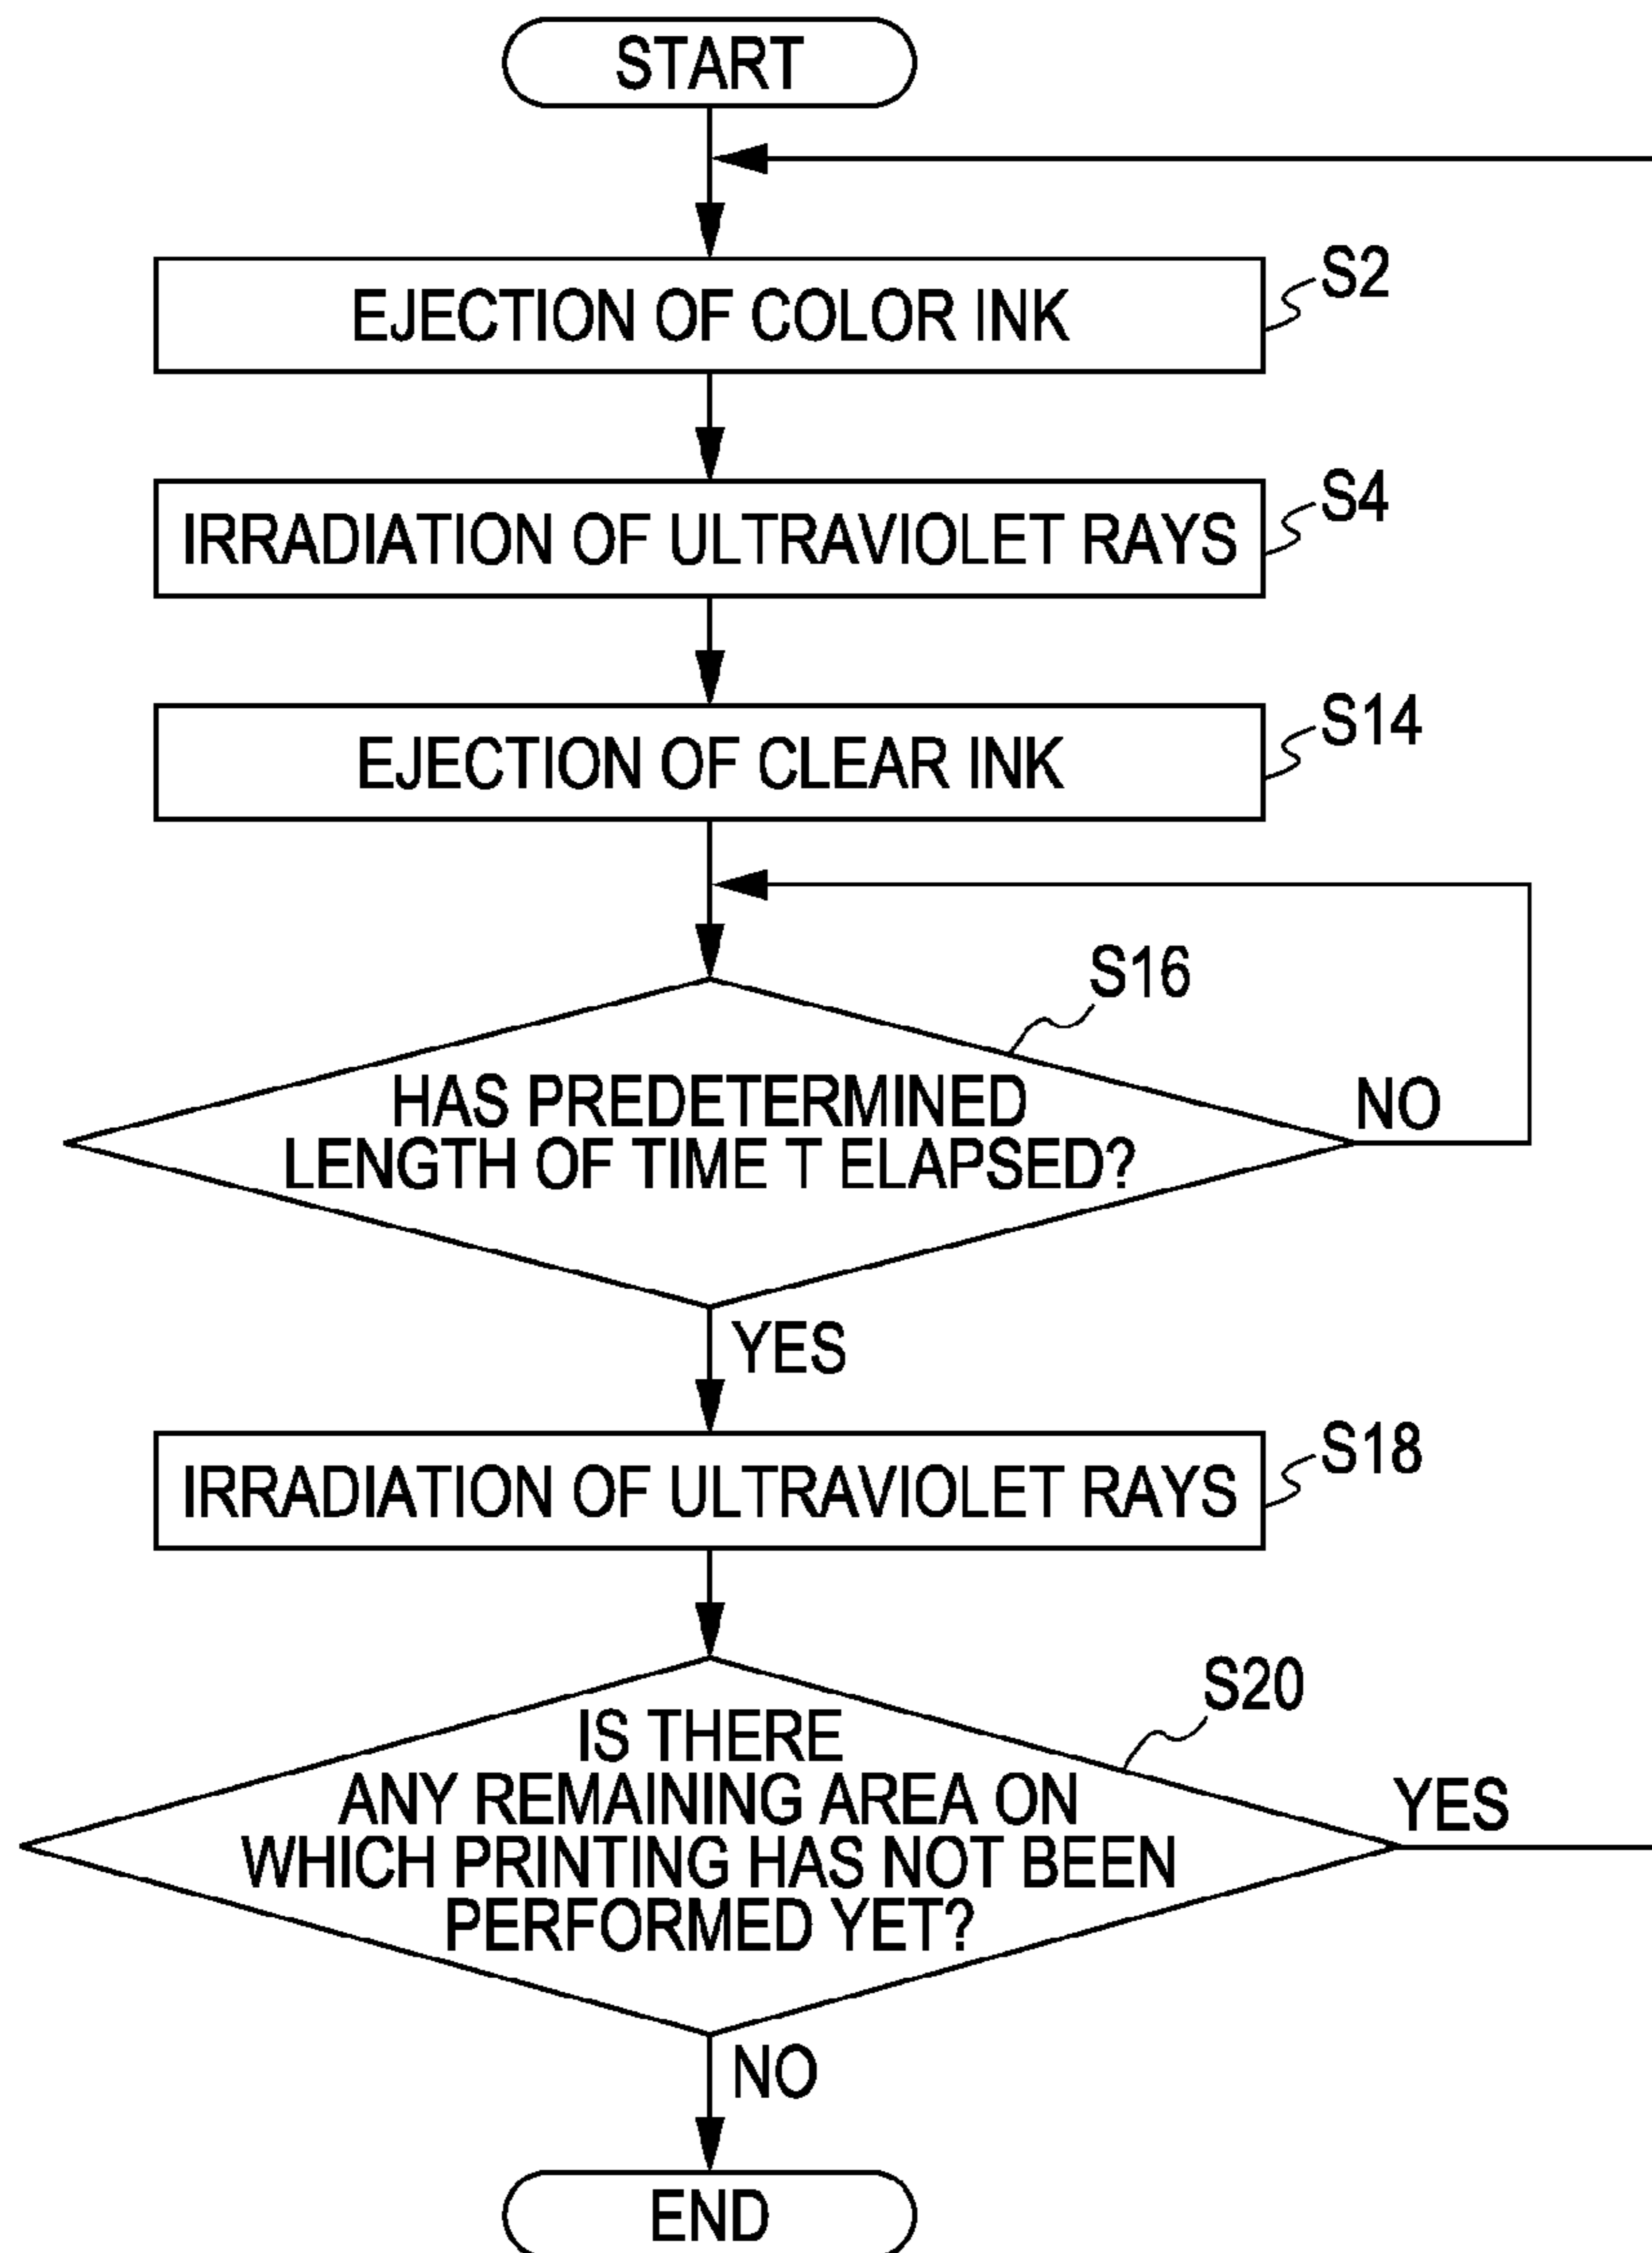 START
EJECTION OF COLOR INK
S2
IRRADIATION OF ULTRAVIOLET RAYS
S4
EJECTION OF CLEAR INK
S14
S16
HAS PREDETERMINED
LENGTH OF TIME T ELAPSED?
NO
YES
IRRADIATION OF ULTRAVIOLET RAYS
S18
S20
IS THERE
ANY REMAINING AREA ON
WHICH PRINTING HAS NOT BEEN
PERFORMED YET?
YES
NO
END